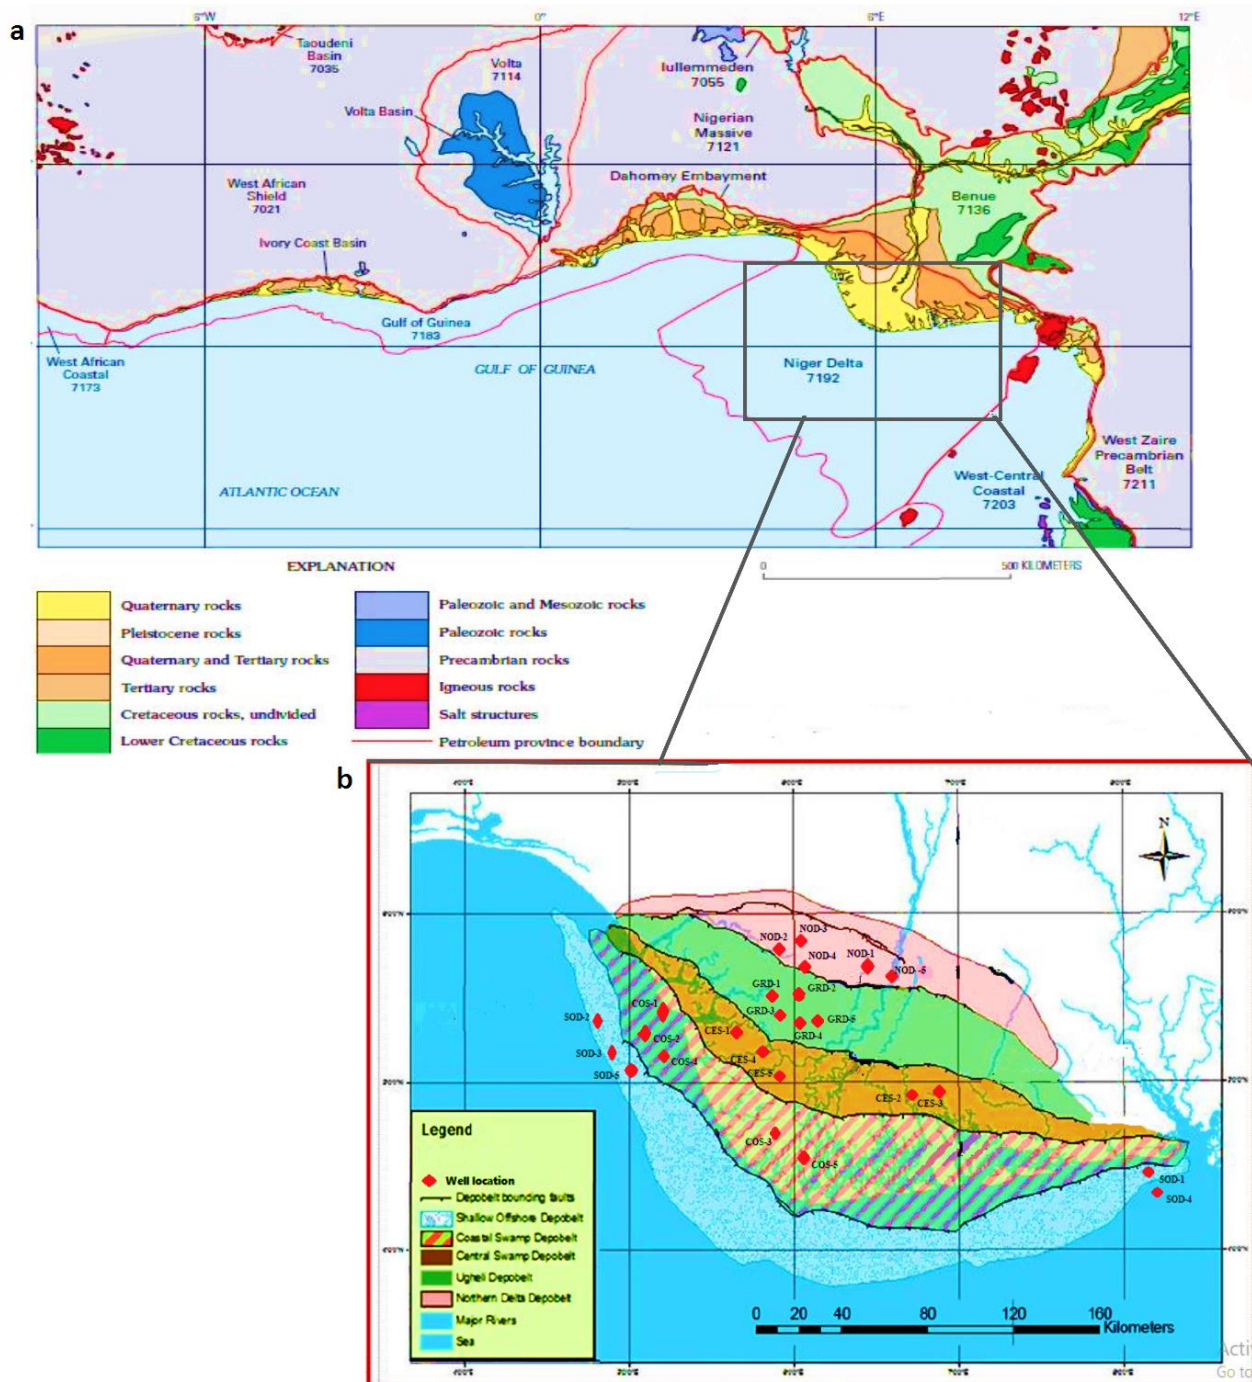 a
6°W
0°
6°E
12°E
Taoudeni
Basin
7035
Volta
7114
Iullemmeden
7055
Volta Basin
Nigerian
Massive
7121
West African
Shield
7021
Dahomey Embayment
Benue
7136
Ivory Coast Basin
Gulf of Guinea
7183
West African
Coastal
7173
GULF OF GUINEA
Niger Delta
7192
West Zaire
Precambrian
Belt
7211
West-Central
Coastal
7203
ATLANTIC OCEAN
EXPLANATION
0
500 KILOMETERS
Quaternary rocks
Pleistocene rocks
Quaternary and Tertiary rocks
Tertiary rocks
Cretaceous rocks, undivided
Lower Cretaceous rocks
Paleozoic and Mesozoic rocks
Paleozoic rocks
Precambrian rocks
Igneous rocks
Salt structures
Petroleum province boundary
b
N
NOD-3
NOD-2
NOD-4
NOD-1
NOD--5
GRD-1
GRD-2
GRD-3
GRD-5
GRD-4
COS-1
SOD-2
COS-2
CES-1
SOD-3
COS-4
CES-4
SOD-5
CES-5
CES-2
CES-3
COS-3
COS-5
SOD-1
SOD-4
Legend
Well location
Depobelt bounding faults
Shallow Offshore Depobelt
Coastal Swamp Depobelt
Central Swamp Depobelt
Ughelli Depobelt
Northern Delta Depobelt
Major Rivers
Sea
0 20 40 80 120 160
Kilometers
Acti
Go to